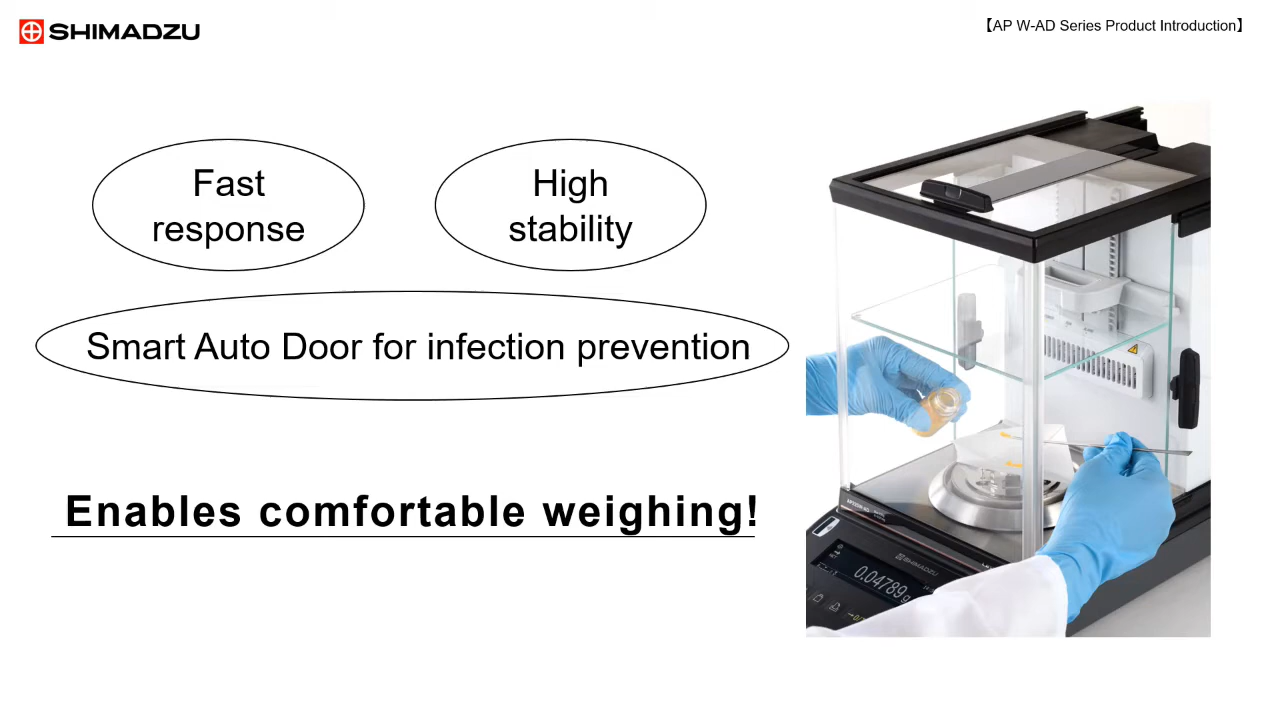 SHIMADZU
【AP W-AD Series Product Introduction】
Fast
response
High
stability
Smart Auto Door for infection prevention
Enables comfortable weighing!
SHIMADZU
0.04789g